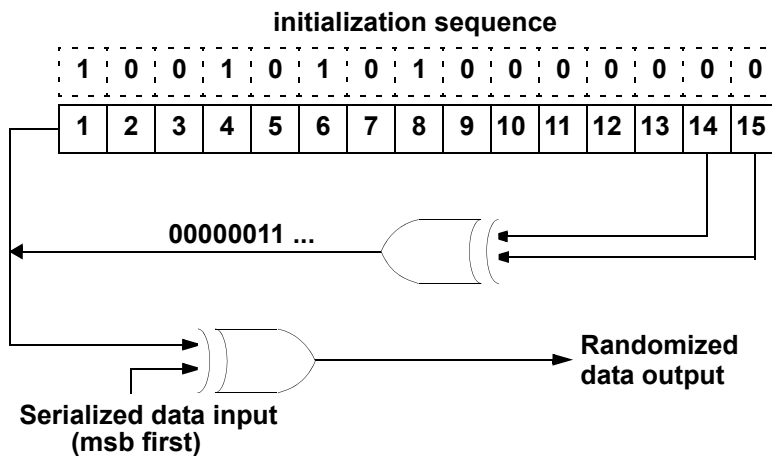 initialization sequence
1 0 0 1 0 1 0 1 0 0 0 0 0 0 0
1 2 3 4 5 6 7 8 9 10 11 12 13 14 15
00000011 ...
Randomized
data output
Serialized data input
(msb first)